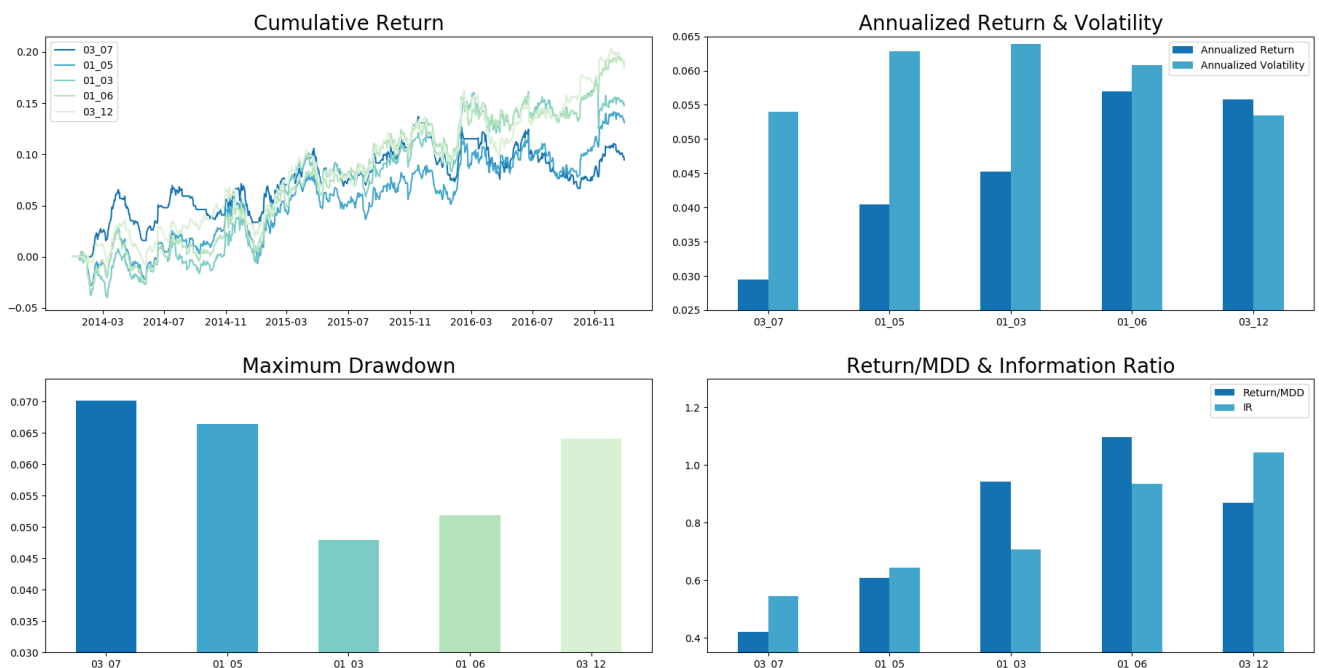 Cumulative Return
03_07
01_05
01_03
01_06
03_12
0.20
0.15
0.10
0.05
0.00
−0.05
2014-03 2014-07 2014-11 2015-03 2015-07 2015-11 2016-03 2016-07 2016-11
Annualized Return & Volatility
Annualized Return
Annualized Volatility
0.065
0.060
0.055
0.050
0.045
0.040
0.035
0.030
0.025
03_07 01_05 01_03 01_06 03_12
Maximum Drawdown
0.070
0.065
0.060
0.055
0.050
0.045
0.040
0.035
0.030
03_07 01_05 01_03 01_06 03_12
Return/MDD & Information Ratio
Return/MDD
IR
1.2
1.0
0.8
0.6
0.4
03_07 01_05 01_03 01_06 03_12